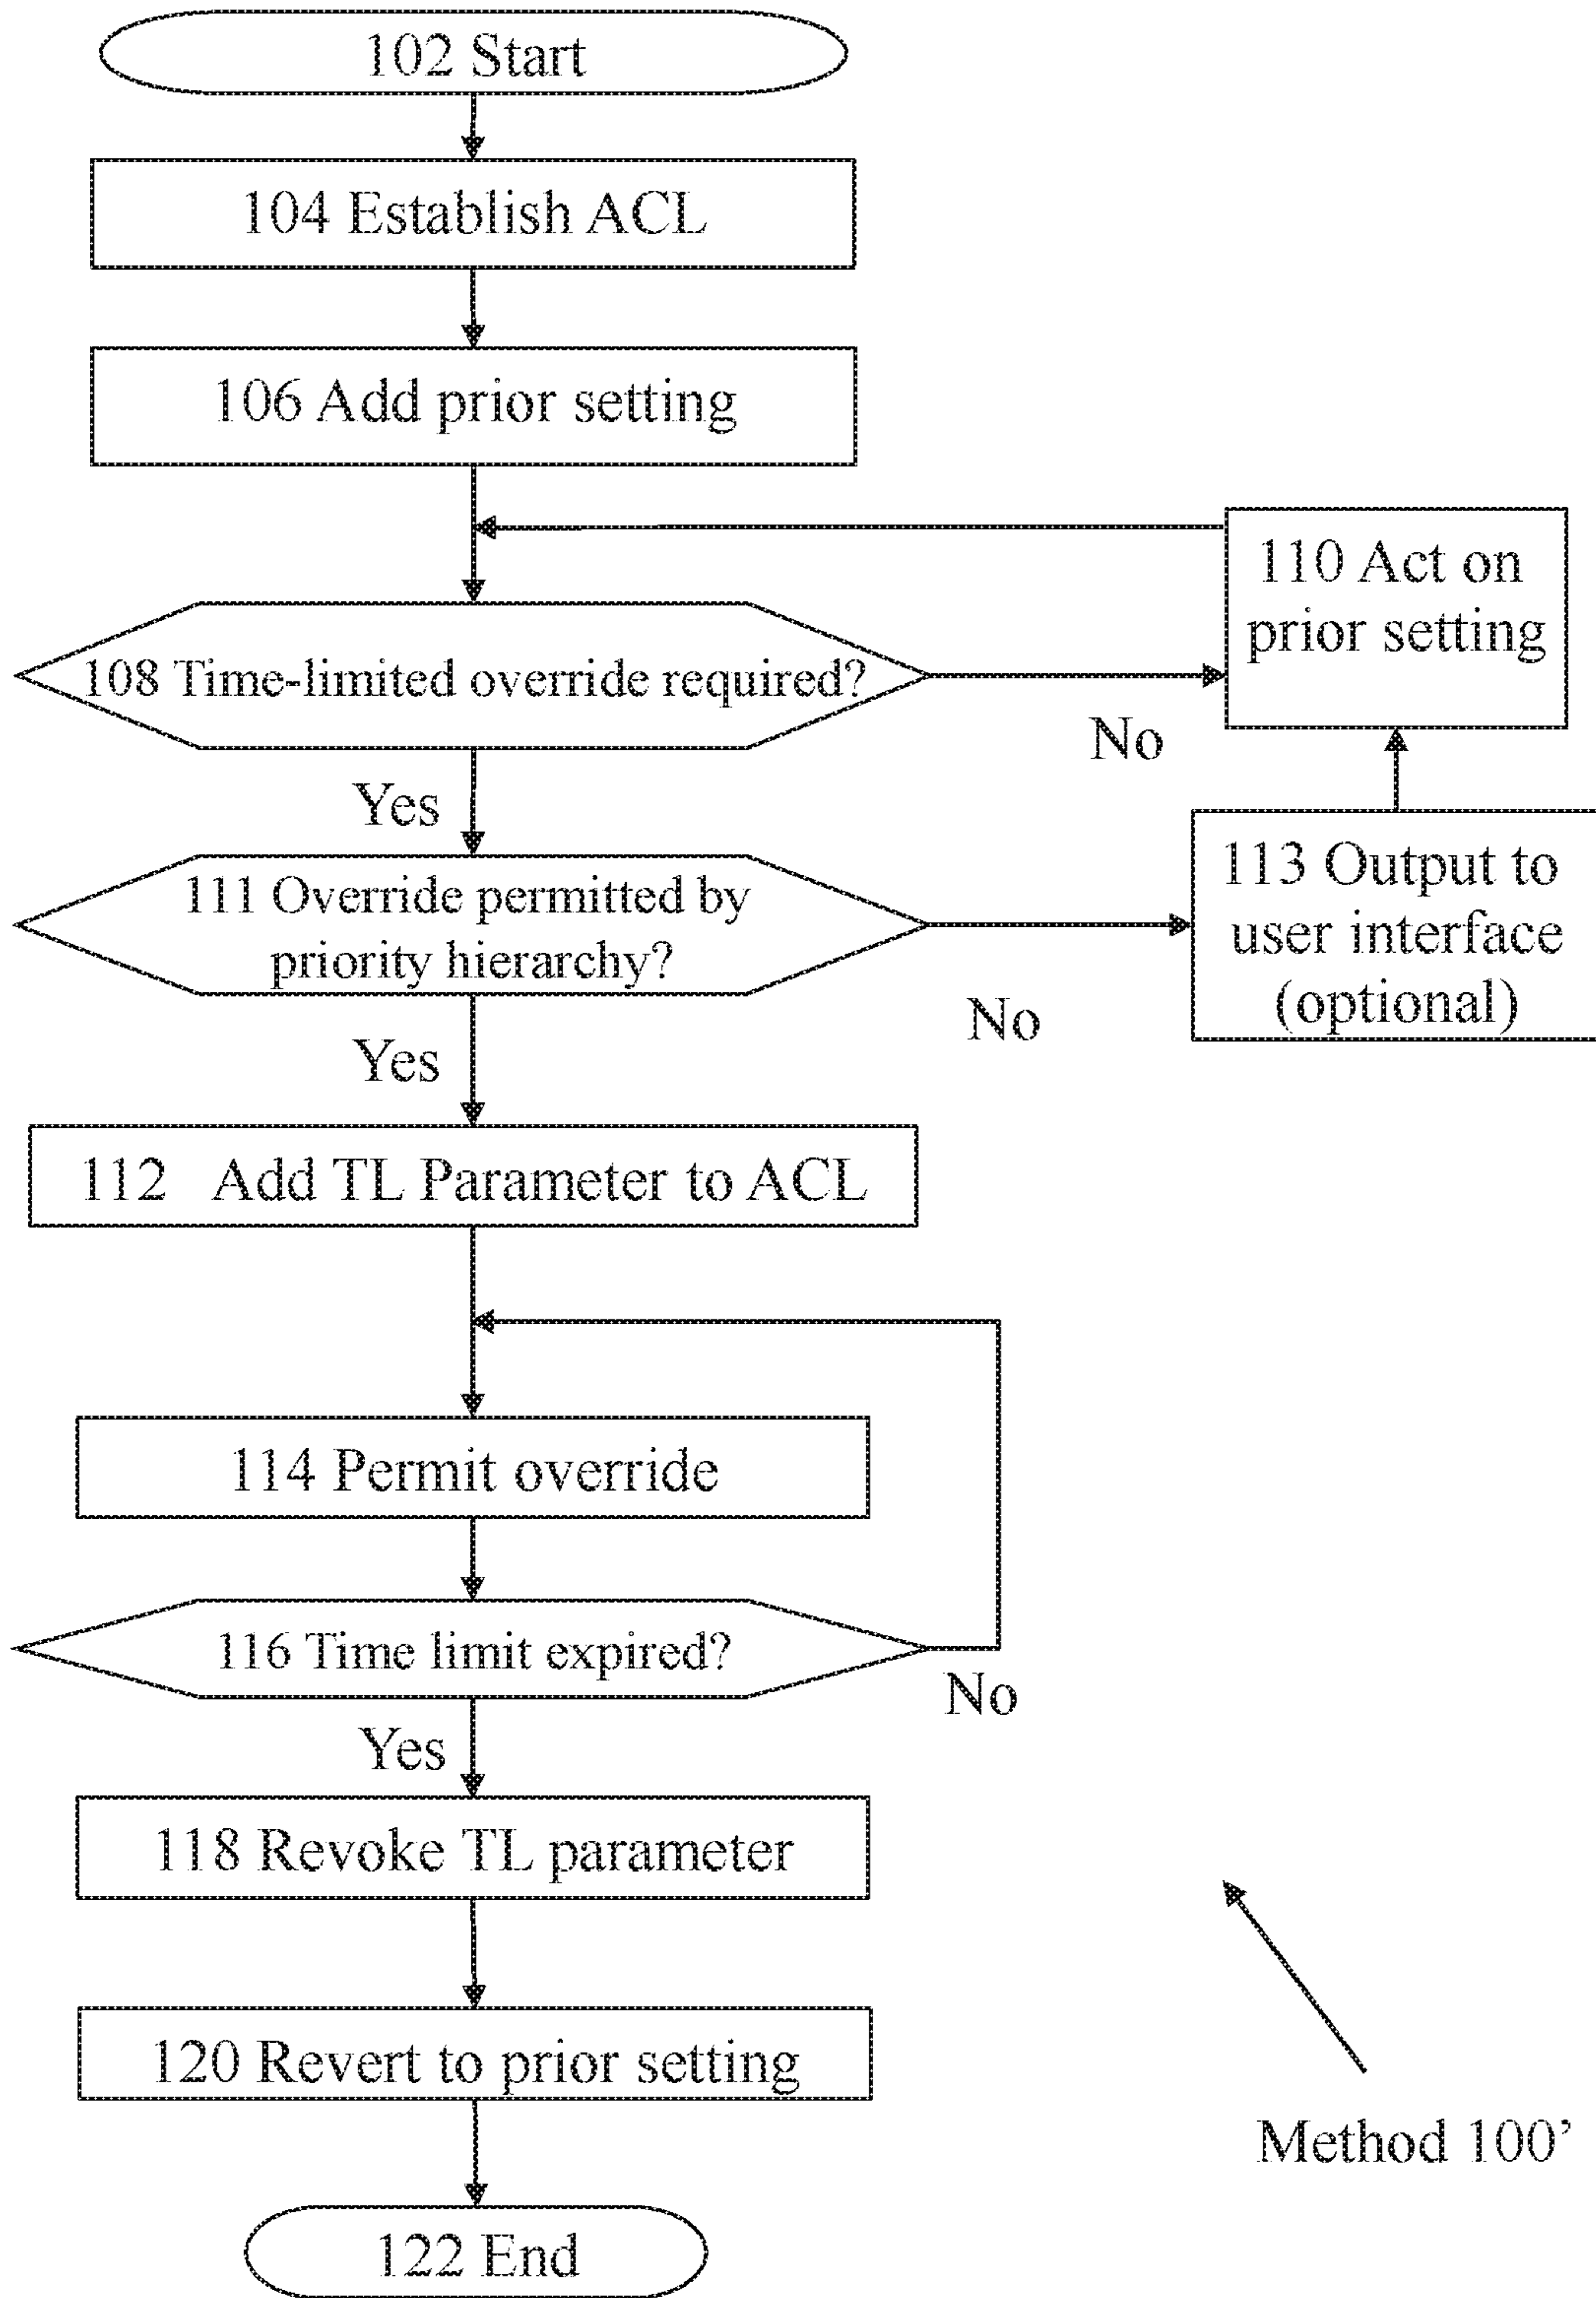 102 Start
104 Establish ACL
106 Add prior setting
110 Act on
prior setting
108 Time-limited override required?
No
Yes
113 Output to
user interface
(optional)
111 Override permitted by
priority hierarchy?
No
Yes
112 Add TL Parameter to ACL
114 Permit override
116 Time limit expired?
No
Yes
118 Revoke TL parameter
120 Revert to prior setting
Method 100’
122 End